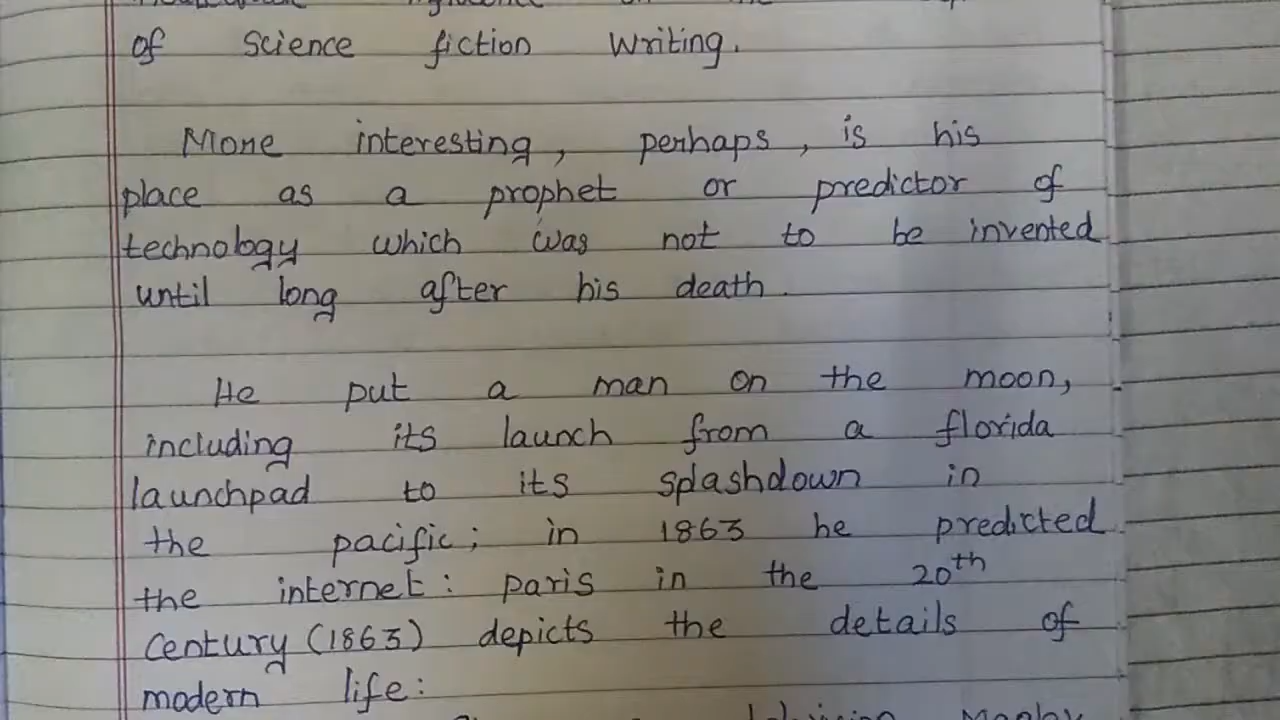 of Science fiction Writing.
More interesting, perhaps, is his
place as a prophet or predictor of
technology which was not to be invented
until long after his death.
He put a man on the moon,
including its launch from a florida
launchpad to its splashdown in
the pacific; in 1863 he predicted
the internet: paris in the 20th
Century (1863) depicts the details of
modern life: